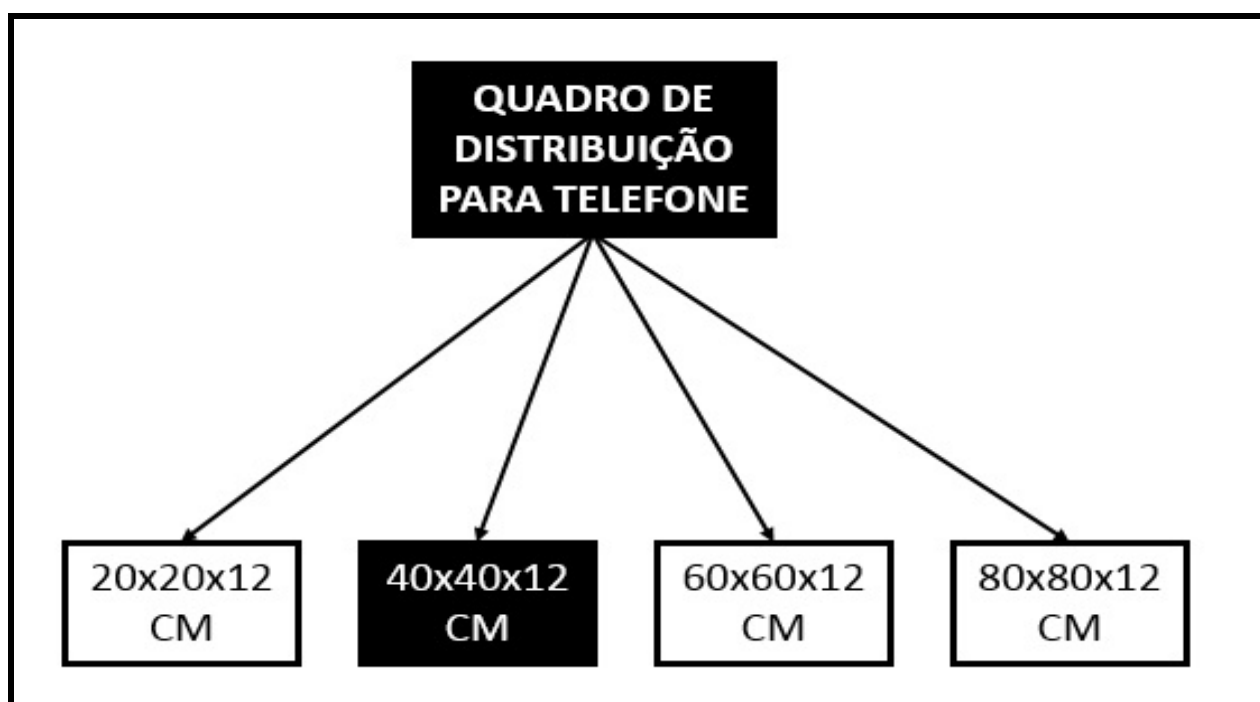 QUADRO DE
DISTRIBUIÇÃO
PARA TELEFONE
20x20x12
CM
40x40x12
CM
60x60x12
CM
80x80x12
CM